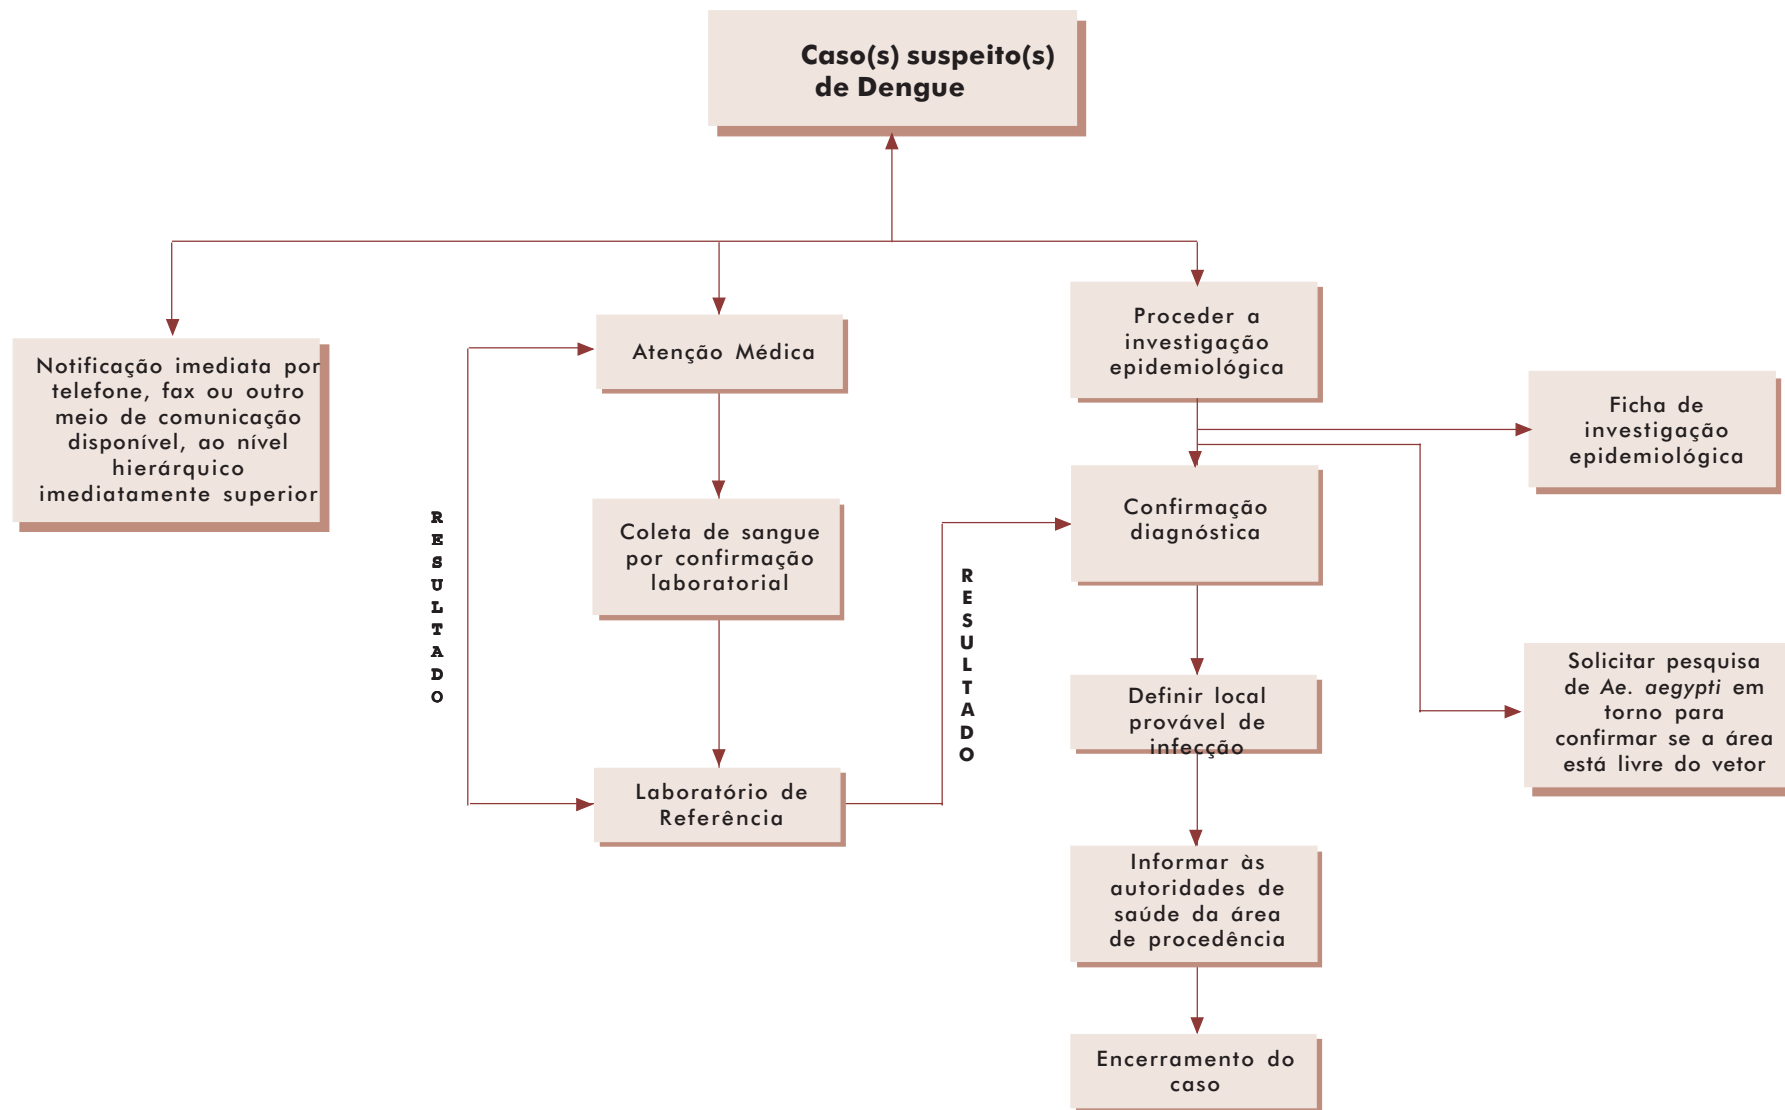 Caso(s) suspeito(s)
de Dengue
Notificação imediata por
telefone, fax ou outro
meio de comunicação
disponível, ao nível
hierárquico
imediatamente superior
RESULTADO
Atenção Médica
Coleta de sangue
por confirmação
laboratorial
Laboratório de
Referência
RESULTADO
Proceder a
investigação
epidemiológica
Confirmação
diagnóstica
Definir local
provável de
infecção
Informar às
autoridades de
saúde da área
de procedência
Encerramento do
caso
Ficha de
investigação
epidemiológica
Solicitar pesquisa
de Ae. aegypti em
torno para
confirmar se a área
está livre do vetor